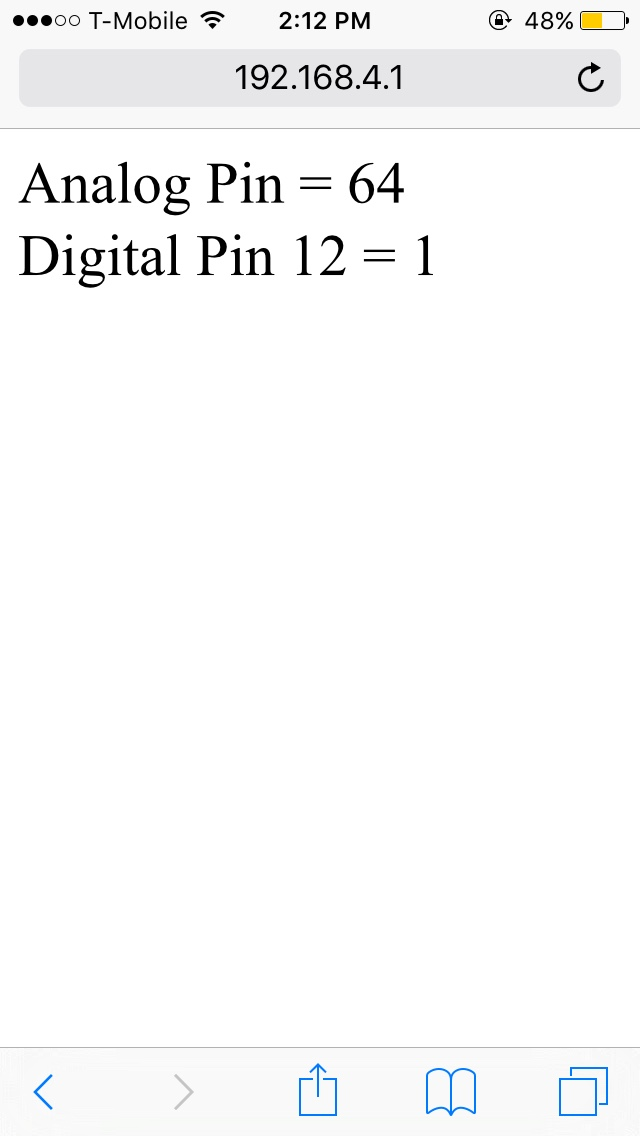 T-Mobile 2:12 PM 48%
192.168.4.1
Analog Pin = 64
Digital Pin 12 = 1